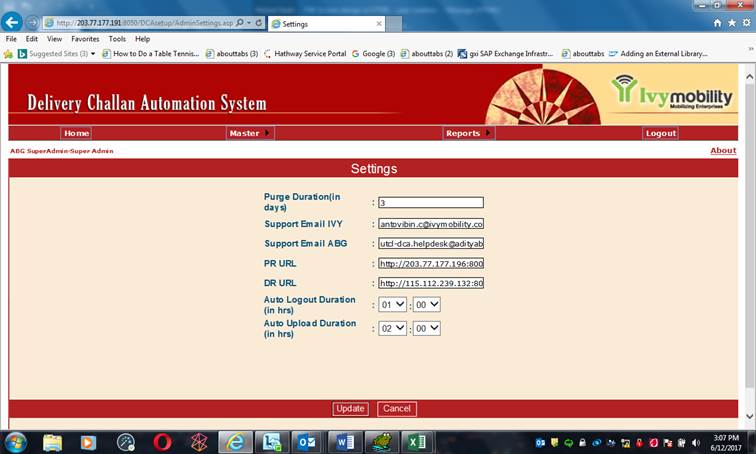 http://203.77.177.191:8050/DCAsetup/AdminSettings.asp
Settings
File Edit View Favorites Tools Help
Suggested Sites (3) How to Do a Table Tennis... abouttabs (3) Hathway Service Portal Google (3) abouttabs (2) gxi SAP Exchange Infrastr... abouttabs Adding an External Library...
Delivery Challan Automation System
Ivymobility
Mobilizing Enterprises
Home Master Reports Logout
ABG SuperAdmin-Super Admin About
Settings
Purge Duration(in
days) : 3
Support Email IVY : antovibin.c@ivymobility.co
Support Email ABG : utcl-dca.helpdesk@adityab
PR URL : http://203.77.177.196:800
DR URL : http://115.112.239.132:80
Auto Logout Duration
(in hrs) : 01 : 00
Auto Upload Duration
(in hrs) : 02 : 00
Update Cancel
3:07 PM
6/12/2017